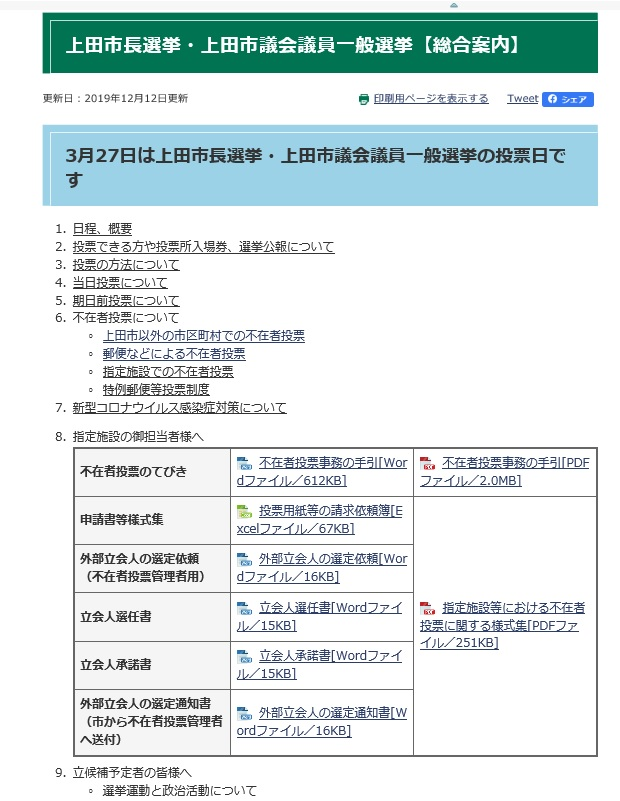 上田市長選挙・上田市議会議員一般選挙【総合案内】
更新日：2019年12月12日更新
印刷用ページを表示する
Tweet
シェア
3月27日は上田市長選挙・上田市議会議員一般選挙の投票日で
す
1. 日程、概要
2. 投票できる方や投票所入場券、選挙公報について
3. 投票の方法について
4. 当日投票について
5. 期日前投票について
6. 不在者投票について
上田市以外の市区町村での不在者投票
郵便などによる不在者投票
指定施設での不在者投票
特例郵便等投票制度
7. 新型コロナウイルス感染症対策について
8. 指定施設の御担当者様へ
不在者投票のてびき
不在者投票事務の手引[Wor
dファイル／612KB]
不在者投票事務の手引[PDF
ファイル／2.0MB]
申請書等様式集
投票用紙等の請求依頼簿[E
xcelファイル／67KB]
外部立会人の選定依頼
（不在者投票管理者用）
外部立会人の選定依頼[Wor
dファイル／16KB]
立会人選任書
立会人選任書[Wordファイ
ル／15KB]
指定施設等における不在者
投票に関する様式集[PDFファ
イル／251KB]
立会人承諾書
立会人承諾書[Wordファイ
ル／15KB]
外部立会人の選定通知書
（市から不在者投票管理者
へ送付）
外部立会人の選定通知書[W
ordファイル／16KB]
9. 立候補予定者の皆様へ
選挙運動と政治活動について